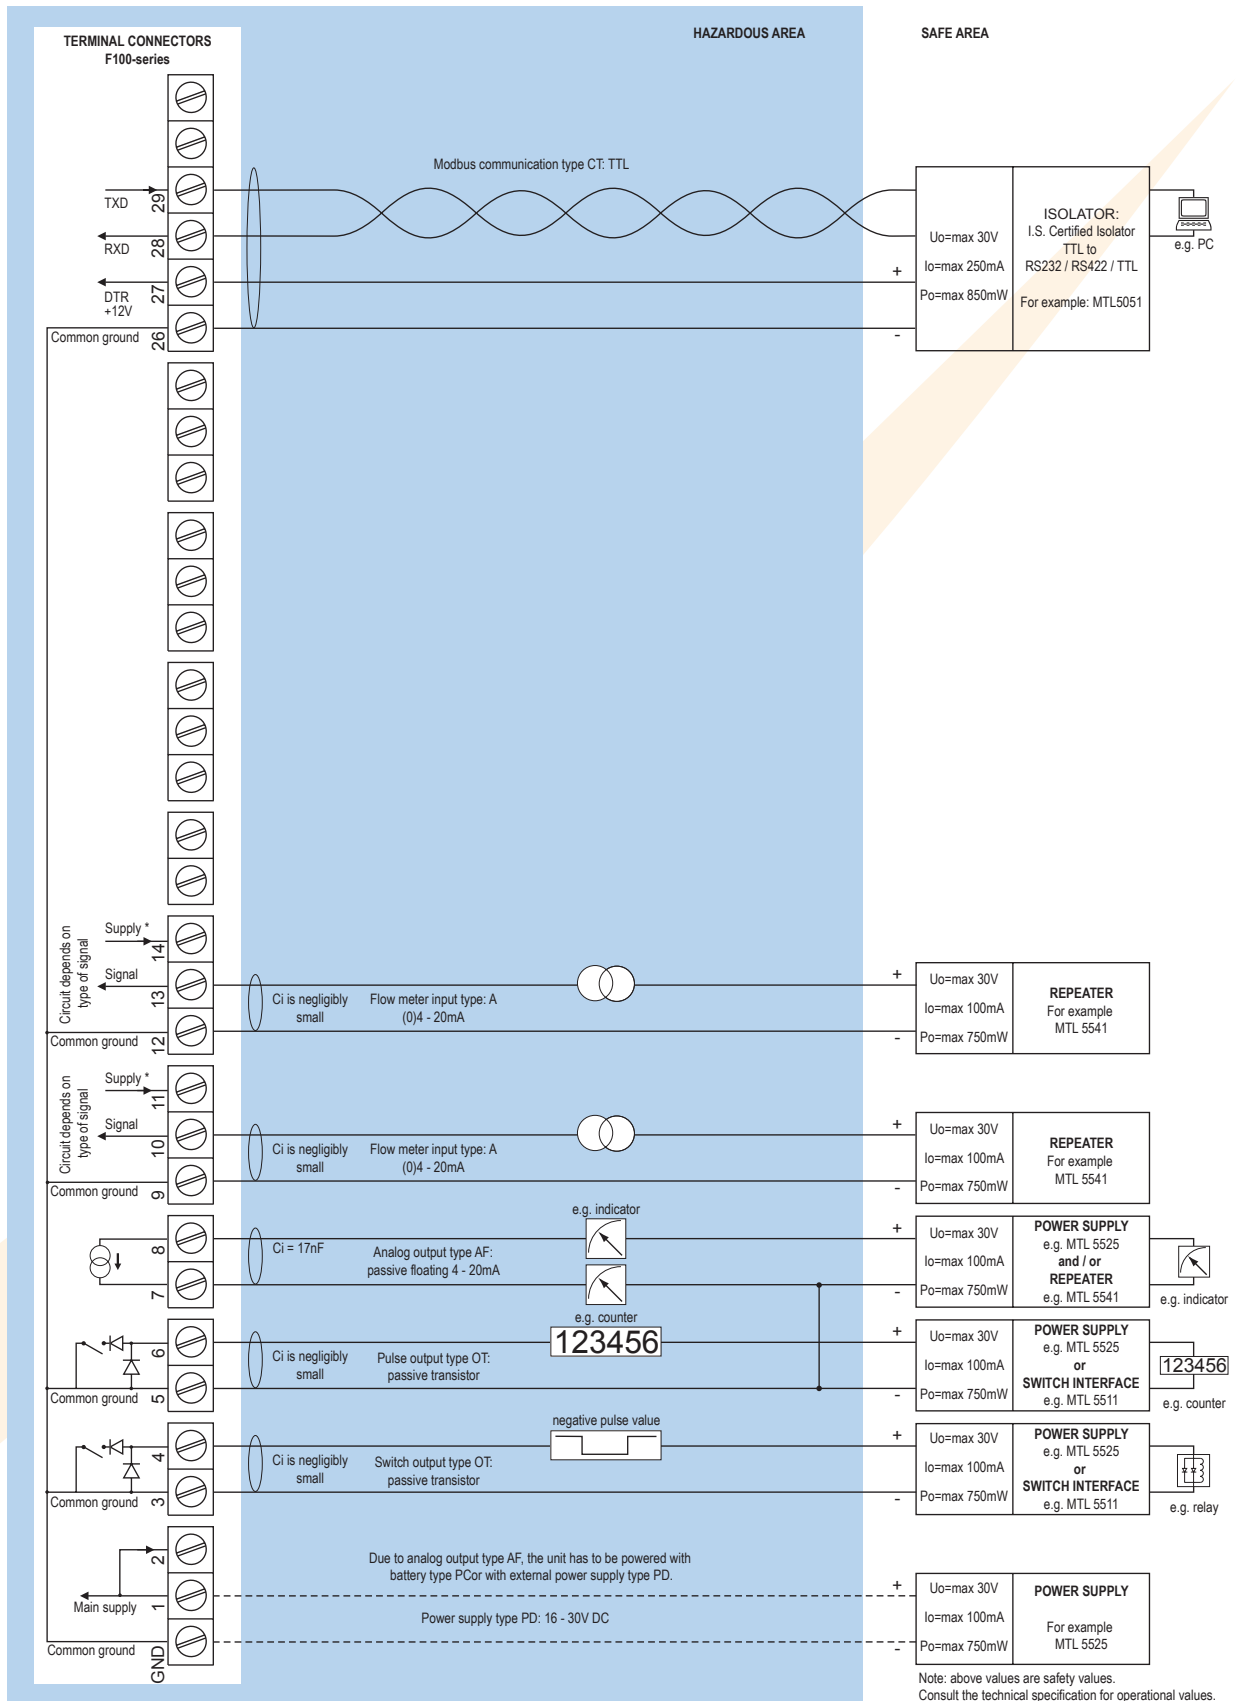 HAZARDOUS AREA
SAFE AREA
TERMINAL CONNECTORS
F100-series
Modbus communication type CT: TTL
TXD
29
RXD
28
DTR
+12V
27
Common ground
26
+
-
Uo=max 30V
Io=max 250mA
Po=max 850mW
ISOLATOR:
I.S. Certified Isolator
TTL to
RS232 / RS422 / TTL
For example: MTL5051
e.g. PC
Circuit depends on
type of signal
Supply *
14
Signal
13
Common ground
12
Ci is negligibly
small
Flow meter input type: A
(0)4 - 20mA
+
-
Uo=max 30V
Io=max 100mA
Po=max 750mW
REPEATER
For example
MTL 5541
Circuit depends on
type of signal
Supply *
11
Signal
10
Common ground
9
Ci is negligibly
small
Flow meter input type: A
(0)4 - 20mA
+
-
Uo=max 30V
Io=max 100mA
Po=max 750mW
REPEATER
For example
MTL 5541
8
7
Ci = 17nF
Analog output type AF:
passive floating 4 - 20mA
e.g. indicator
+
-
Uo=max 30V
Io=max 100mA
Po=max 750mW
POWER SUPPLY
e.g. MTL 5525
and / or
REPEATER
e.g. MTL 5541
e.g. indicator
6
Common ground
5
Ci is negligibly
small
Pulse output type OT:
passive transistor
e.g. counter
123456
+
-
Uo=max 30V
Io=max 100mA
Po=max 750mW
POWER SUPPLY
e.g. MTL 5525
or
SWITCH INTERFACE
e.g. MTL 5511
123456
e.g. counter
4
Common ground
3
Ci is negligibly
small
Switch output type OT:
passive transistor
negative pulse value
+
-
Uo=max 30V
Io=max 100mA
Po=max 750mW
POWER SUPPLY
e.g. MTL 5525
or
SWITCH INTERFACE
e.g. MTL 5511
e.g. relay
2
Main supply
1
Common ground
GND
Due to analog output type AF, the unit has to be powered with
battery type PCor with external power supply type PD.
Power supply type PD: 16 - 30V DC
+
-
Uo=max 30V
Io=max 100mA
Po=max 750mW
POWER SUPPLY
For example
MTL 5525
Note: above values are safety values.
Consult the technical specification for operational values.